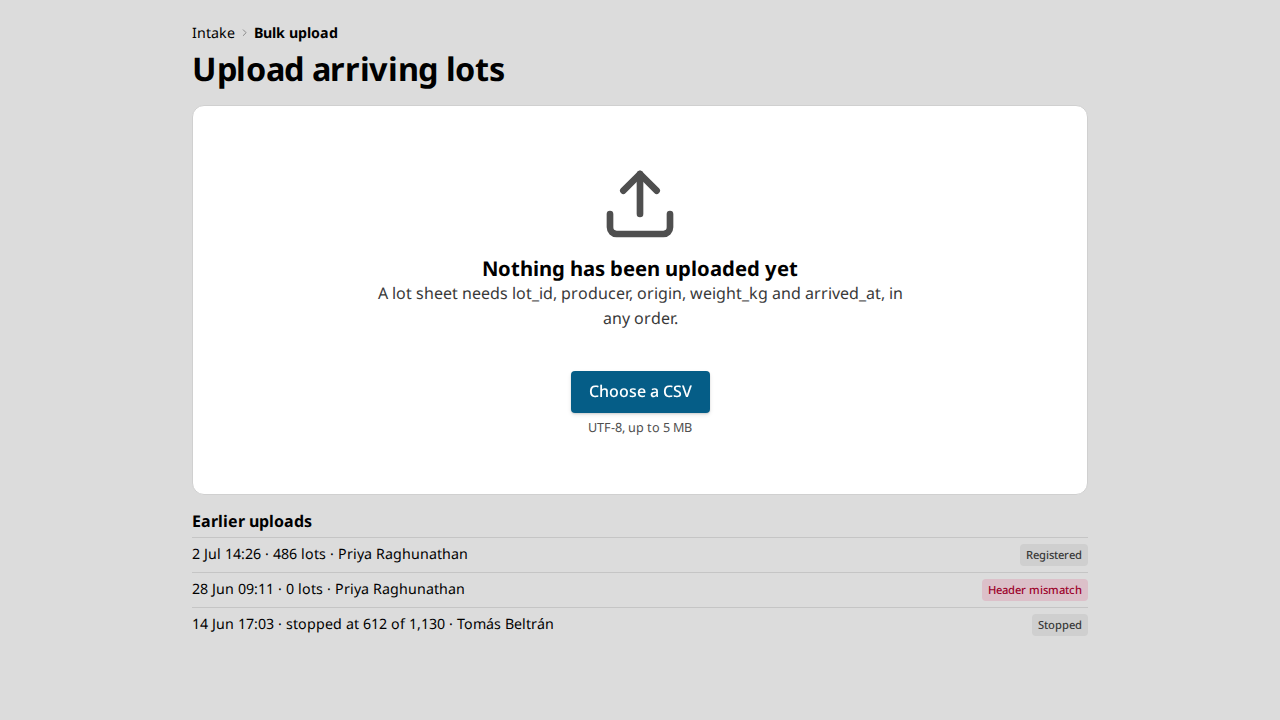 Intake > Bulk upload
Upload arriving lots
Nothing has been uploaded yet
A lot sheet needs lot_id, producer, origin, weight_kg and arrived_at, in
any order.
Choose a CSV
UTF-8, up to 5 MB
Earlier uploads
2 Jul 14:26 · 486 lots · Priya Raghunathan Registered
28 Jun 09:11 · 0 lots · Priya Raghunathan Header mismatch
14 Jun 17:03 · stopped at 612 of 1,130 · Tomás Beltrán Stopped